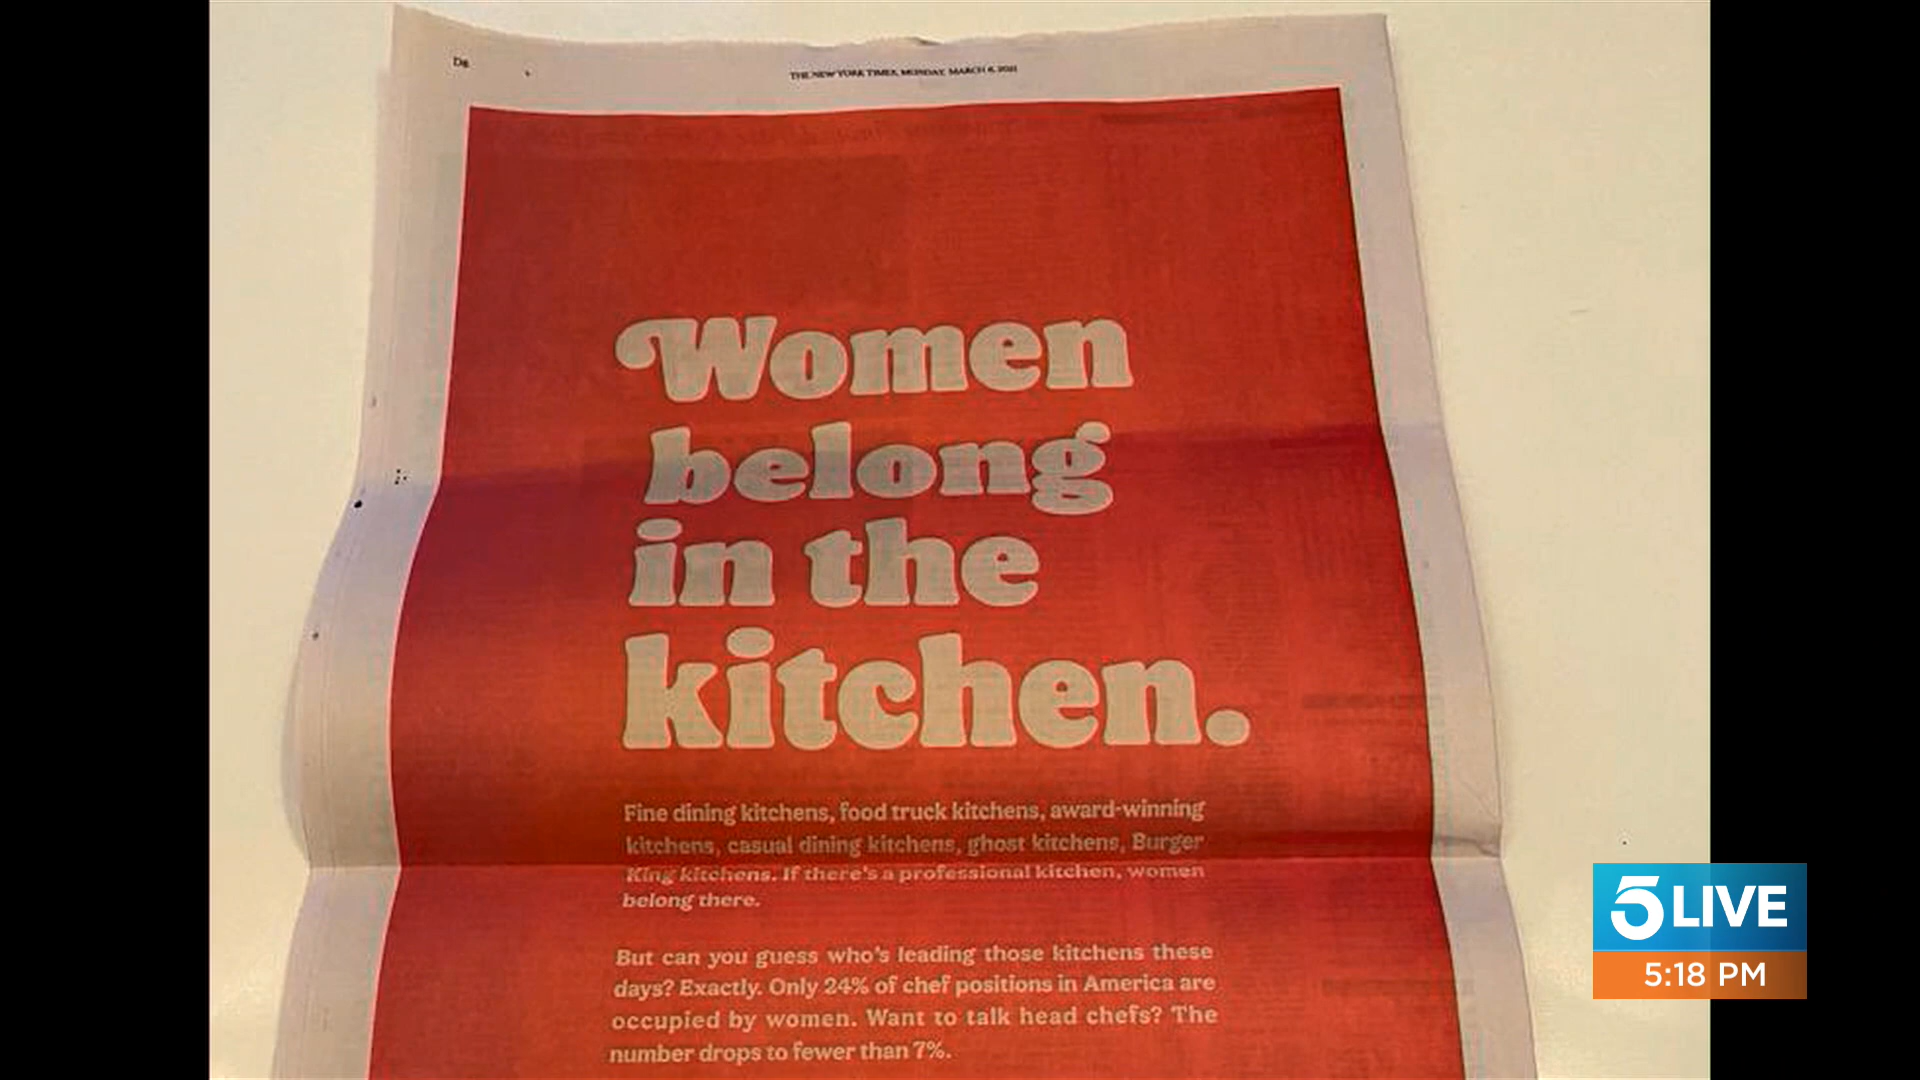 D8
THE NEW YORK TIMES, MONDAY, MARCH 8, 2021
Women
belong
in the
kitchen.
Fine dining kitchens, food truck kitchens, award-winning
kitchens, casual dining kitchens, ghost kitchens, Burger
King kitchens. If there's a professional kitchen, women
belong there.
But can you guess who's leading those kitchens these
days? Exactly. Only 24% of chef positions in America are
occupied by women. Want to talk head chefs? The
number drops to fewer than 7%.
5 LIVE
5:18 PM